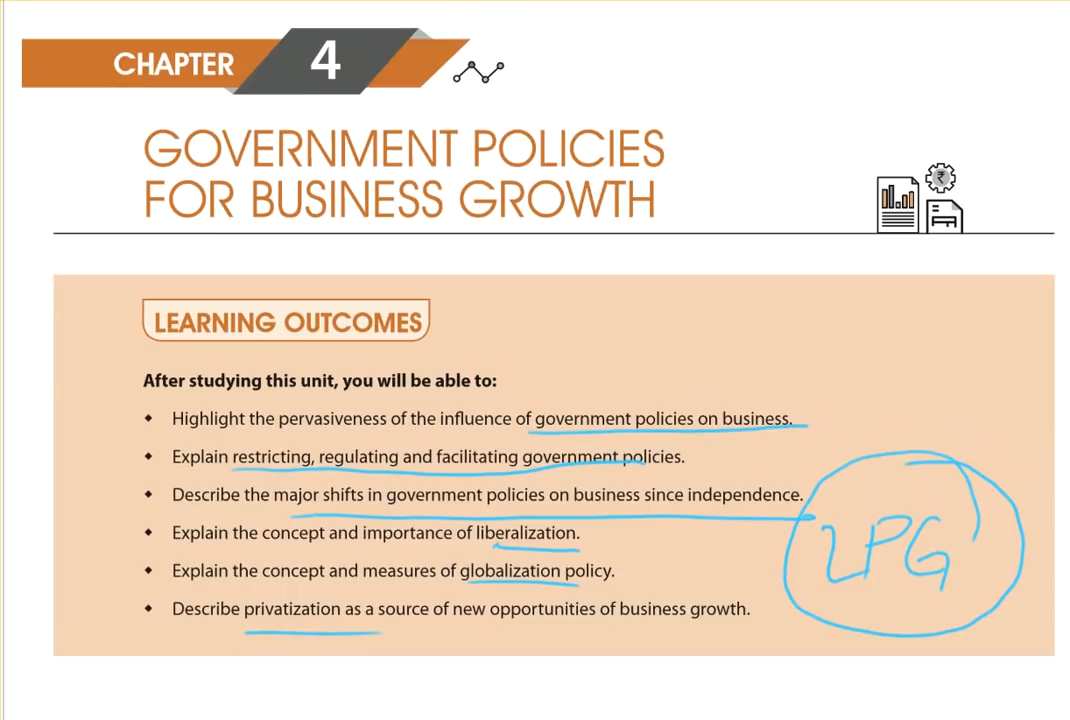 CHAPTER 4
GOVERNMENT POLICIES
FOR BUSINESS GROWTH
₹
LEARNING OUTCOMES
After studying this unit, you will be able to:
Highlight the pervasiveness of the influence of government policies on business.
Explain restricting, regulating and facilitating government policies.
Describe the major shifts in government policies on business since independence.
Explain the concept and importance of liberalization.
Explain the concept and measures of globalization policy.
Describe privatization as a source of new opportunities of business growth.
LPG